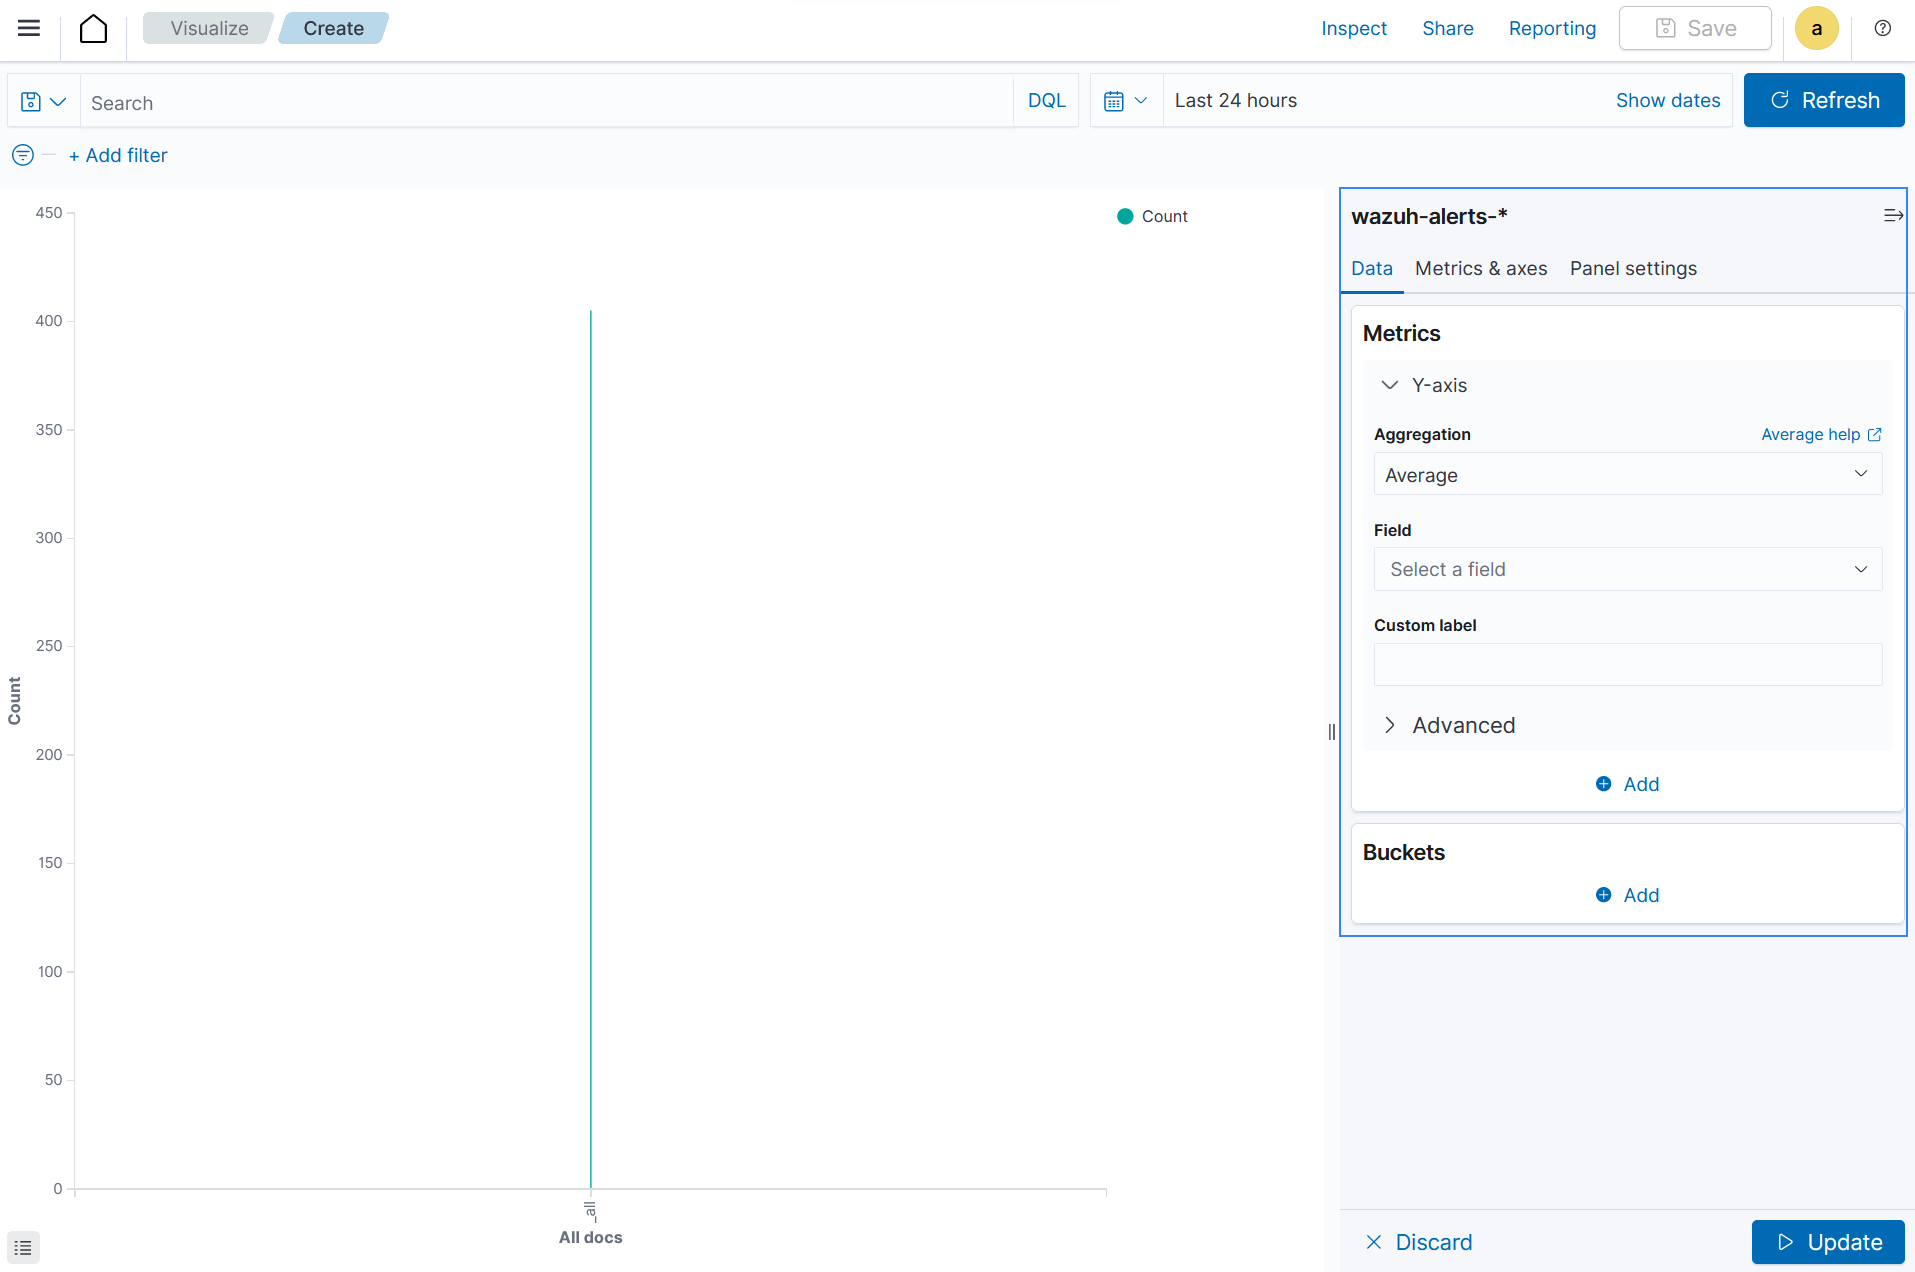 Visualize Create Inspect Share Reporting Save a
Search DQL Last 24 hours Show dates Refresh
+ Add filter
Count
wazuh-alerts-*
Data Metrics & axes Panel settings
Metrics
Y-axis
Aggregation Average help
Average
Field
Select a field
Custom label
Advanced
Add
Buckets
Add
450
400
350
300
250
200
150
100
50
0
Count
_all
All docs
Discard Update